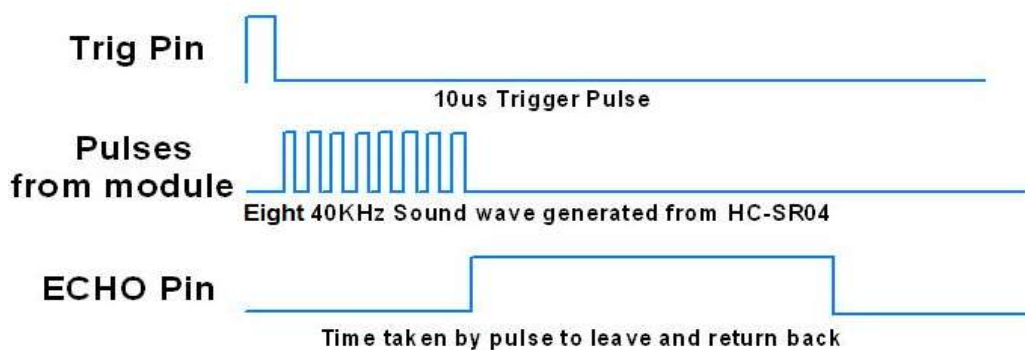 Trig Pin
10us Trigger Pulse
Pulses
from module
Eight 40KHz Sound wave generated from HC-SR04
ECHO Pin
Time taken by pulse to leave and return back